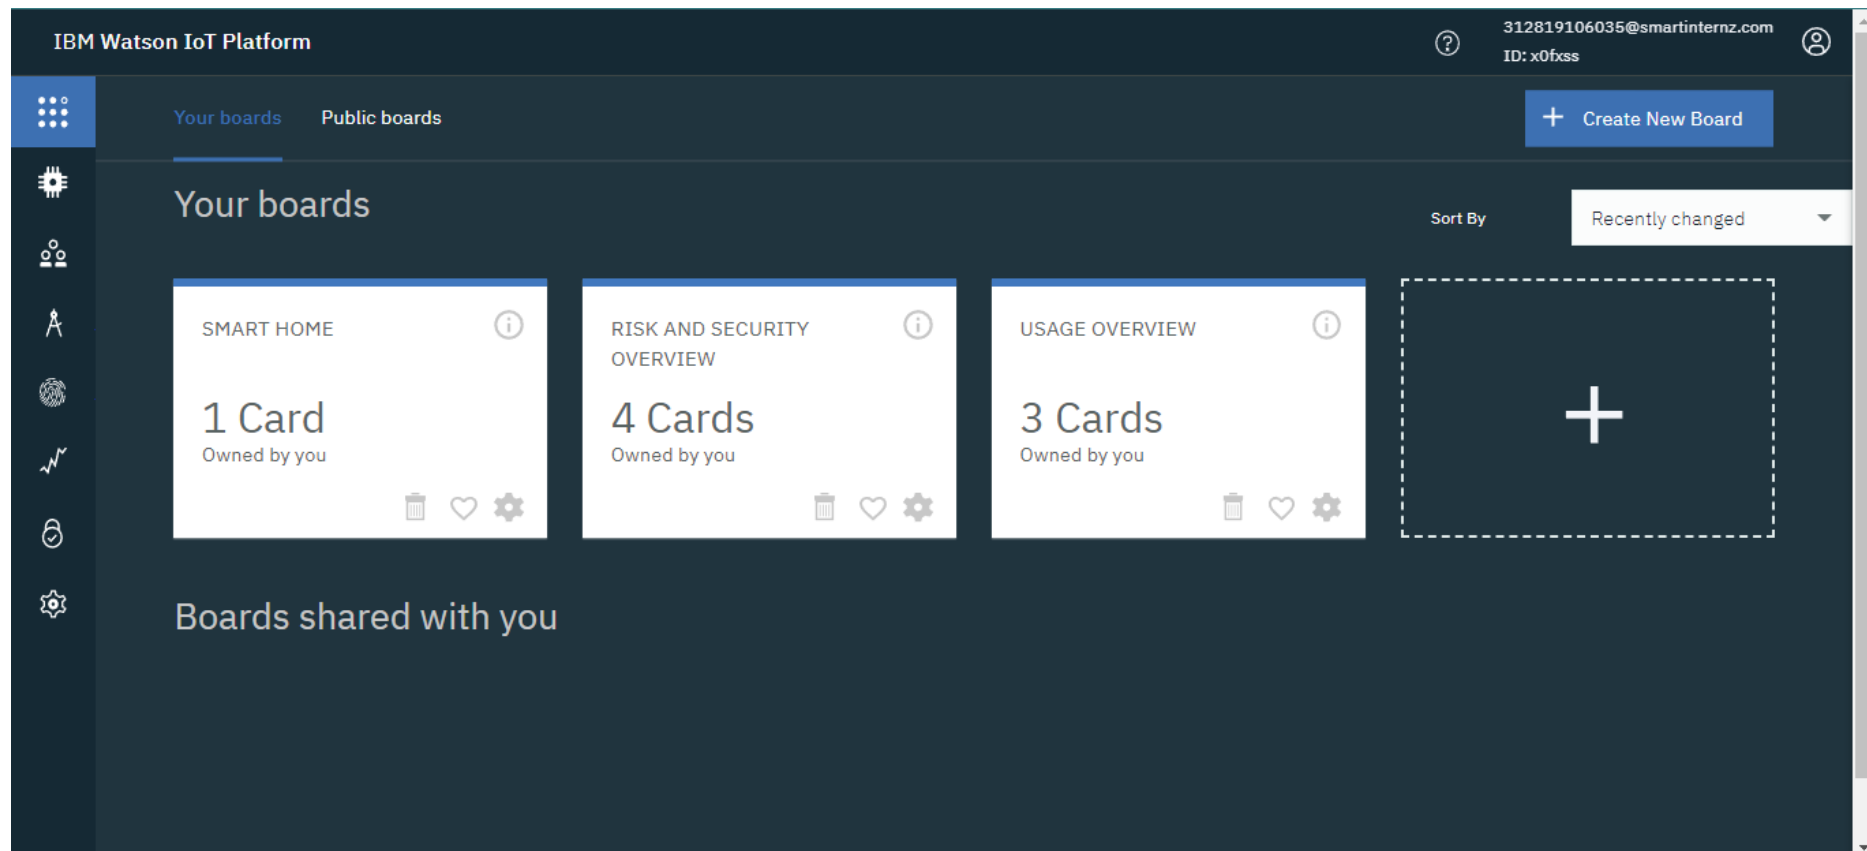 IBM Watson IoT Platform
312819106035@smartinternz.com
ID: x0fxss
Your boards
Public boards
+ Create New Board
Your boards
Sort By
Recently changed
SMART HOME
1 Card
Owned by you
RISK AND SECURITY
OVERVIEW
4 Cards
Owned by you
USAGE OVERVIEW
3 Cards
Owned by you
Boards shared with you